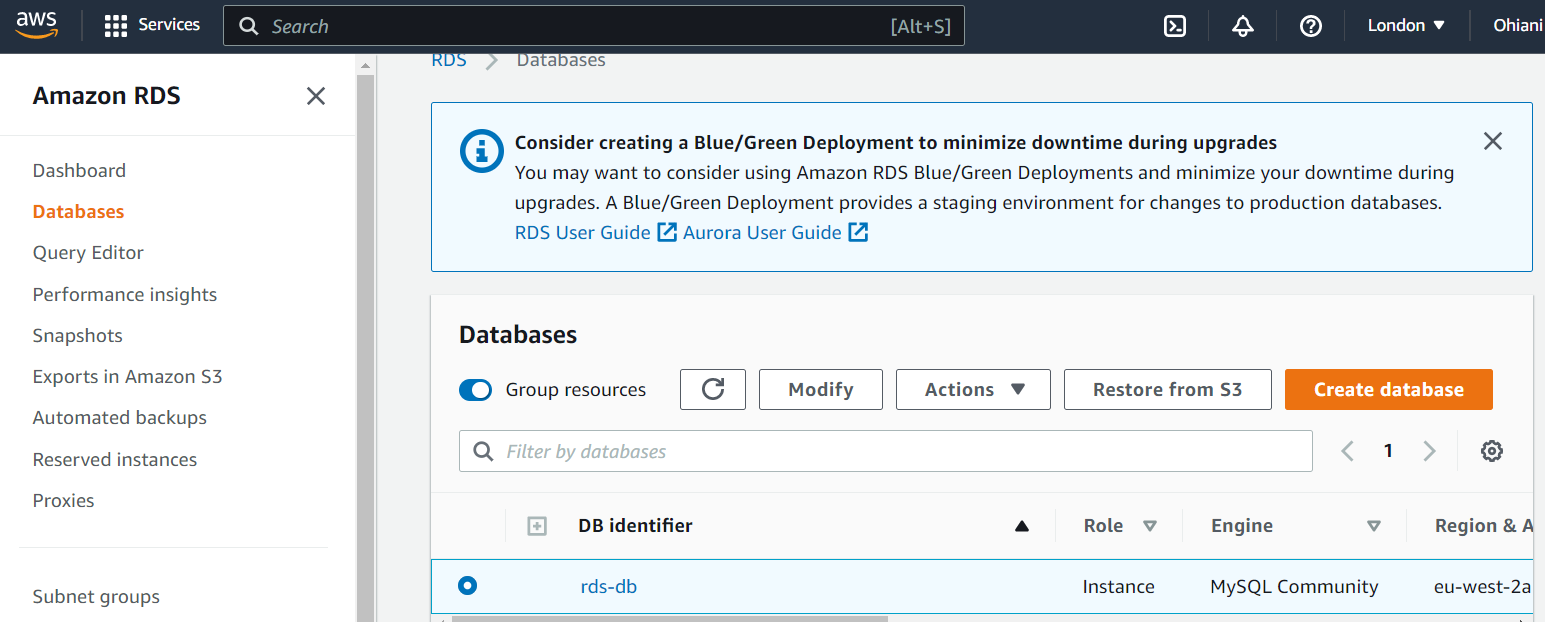 aws
Services
Search
[Alt+S]
London
Ohiani
Amazon RDS
Dashboard
Databases
Query Editor
Performance insights
Snapshots
Exports in Amazon S3
Automated backups
Reserved instances
Proxies
Subnet groups
RDS
Databases
Consider creating a Blue/Green Deployment to minimize downtime during upgrades
You may want to consider using Amazon RDS Blue/Green Deployments and minimize your downtime during
upgrades. A Blue/Green Deployment provides a staging environment for changes to production databases.
RDS User Guide Aurora User Guide
Databases
Group resources
Modify
Actions
Restore from S3
Create database
Filter by databases
1
DB identifier
Role
Engine
Region & A
rds-db
Instance
MySQL Community
eu-west-2a